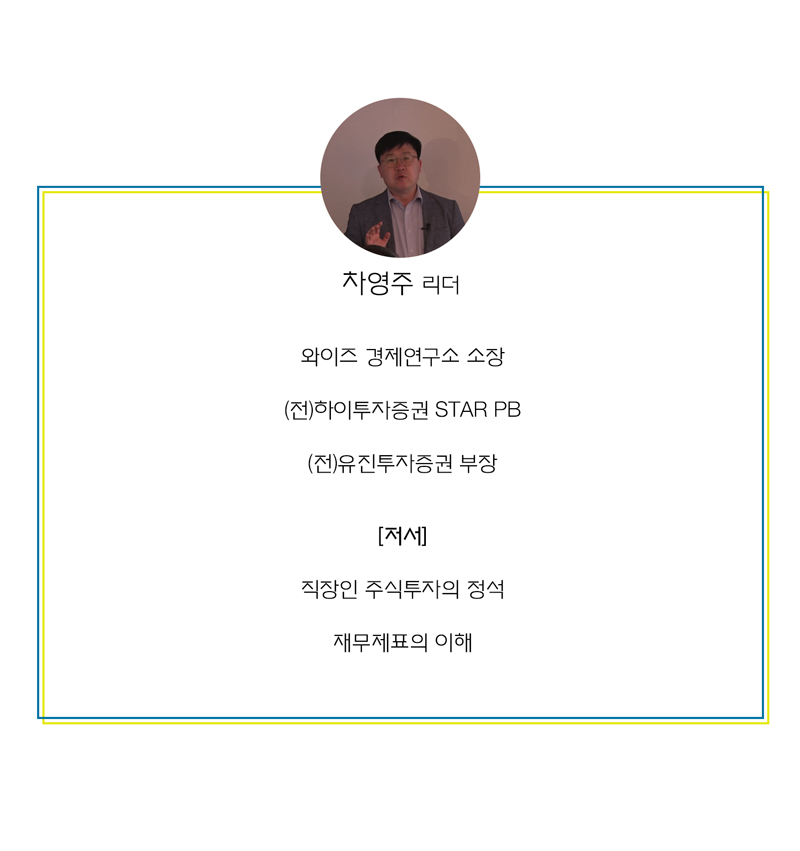 차영주 리더
와이즈 경제연구소 소장
(전)하이투자증권 STAR PB
(전)유진투자증권 부장
[저서]
직장인 주식투자의 정석
재무제표의 이해